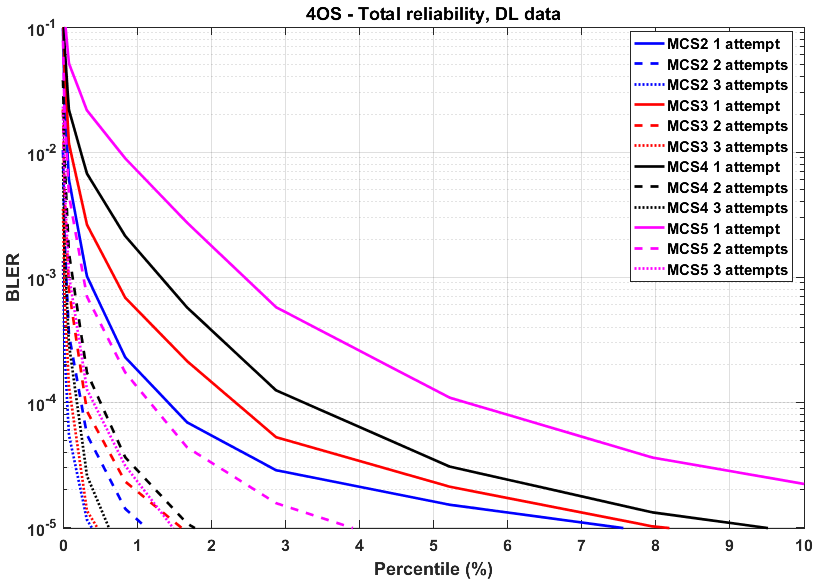 4OS - Total reliability, DL data
10^-1
10^-2
10^-3
10^-4
10^-5
BLER
MCS2 1 attempt
MCS2 2 attempts
MCS2 3 attempts
MCS3 1 attempt
MCS3 2 attempts
MCS3 3 attempts
MCS4 1 attempt
MCS4 2 attempts
MCS4 3 attempts
MCS5 1 attempt
MCS5 2 attempts
MCS5 3 attempts
0 1 2 3 4 5 6 7 8 9 10
Percentile (%)